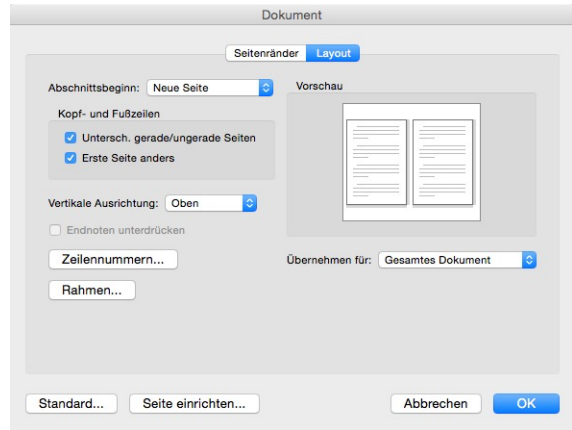 Dokument
Seitenränder Layout
Abschnittsbeginn: Neue Seite
Kopf- und Fußzeilen
Untersch. gerade/ungerade Seiten
Erste Seite anders
Vertikale Ausrichtung: Oben
Endnoten unterdrücken
Zeilennummern...
Rahmen...
Vorschau
Übernehmen für: Gesamtes Dokument
Standard... Seite einrichten... Abbrechen OK